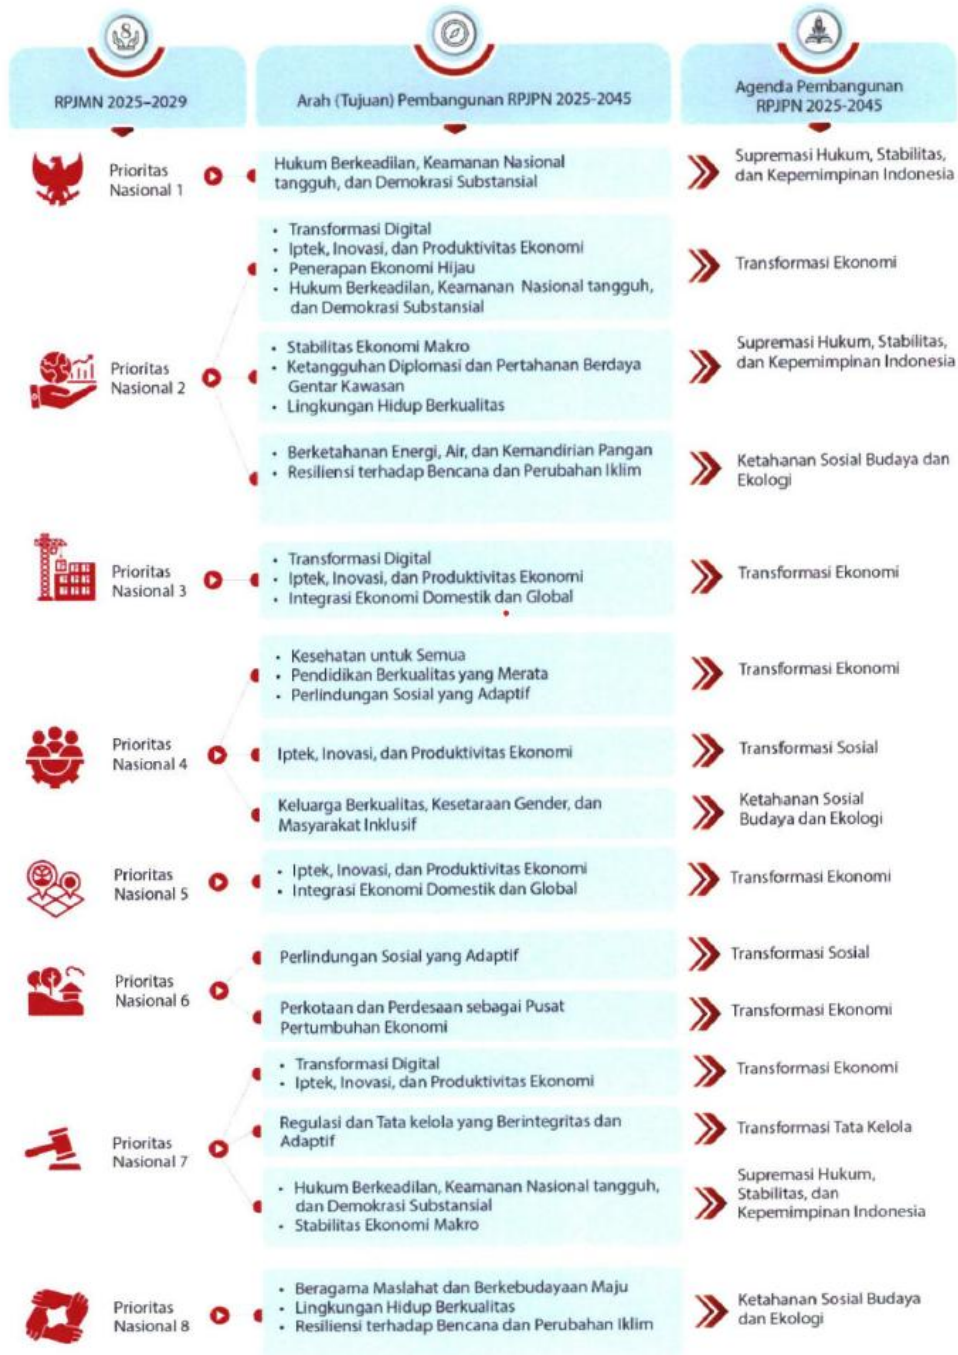 RPJMN 2025–2029
Arah (Tujuan) Pembangunan RPJPN 2025-2045
Agenda Pembangunan
RPJPN 2025-2045
Prioritas
Nasional 1
Hukum Berkeadilan, Keamanan Nasional
tangguh, dan Demokrasi Substansial
Supremasi Hukum, Stabilitas,
dan Kepemimpinan Indonesia
Prioritas
Nasional 2
• Transformasi Digital
• Iptek, Inovasi, dan Produktivitas Ekonomi
• Penerapan Ekonomi Hijau
• Hukum Berkeadilan, Keamanan Nasional tangguh,
dan Demokrasi Substansial
Transformasi Ekonomi
• Stabilitas Ekonomi Makro
• Ketangguhan Diplomasi dan Pertahanan Berdaya
Gentar Kawasan
• Lingkungan Hidup Berkualitas
Supremasi Hukum, Stabilitas,
dan Kepemimpinan Indonesia
• Berketahanan Energi, Air, dan Kemandirian Pangan
• Resiliensi terhadap Bencana dan Perubahan Iklim
Ketahanan Sosial Budaya dan
Ekologi
Prioritas
Nasional 3
• Transformasi Digital
• Iptek, Inovasi, dan Produktivitas Ekonomi
• Integrasi Ekonomi Domestik dan Global
Transformasi Ekonomi
Prioritas
Nasional 4
• Kesehatan untuk Semua
• Pendidikan Berkualitas yang Merata
• Perlindungan Sosial yang Adaptif
Transformasi Ekonomi
Iptek, Inovasi, dan Produktivitas Ekonomi
Transformasi Sosial
Keluarga Berkualitas, Kesetaraan Gender, dan
Masyarakat Inklusif
Ketahanan Sosial
Budaya dan Ekologi
Prioritas
Nasional 5
• Iptek, Inovasi, dan Produktivitas Ekonomi
• Integrasi Ekonomi Domestik dan Global
Transformasi Ekonomi
Prioritas
Nasional 6
Perlindungan Sosial yang Adaptif
Transformasi Sosial
Perkotaan dan Perdesaan sebagai Pusat
Pertumbuhan Ekonomi
Transformasi Ekonomi
Prioritas
Nasional 7
• Transformasi Digital
• Iptek, Inovasi, dan Produktivitas Ekonomi
Transformasi Ekonomi
Regulasi dan Tata kelola yang Berintegritas dan
Adaptif
Transformasi Tata Kelola
• Hukum Berkeadilan, Keamanan Nasional tangguh,
dan Demokrasi Substansial
• Stabilitas Ekonomi Makro
Supremasi Hukum,
Stabilitas, dan
Kepemimpinan Indonesia
Prioritas
Nasional 8
• Beragama Maslahat dan Berkebudayaan Maju
• Lingkungan Hidup Berkualitas
• Resiliensi terhadap Bencana dan Perubahan Iklim
Ketahanan Sosial Budaya
dan Ekologi